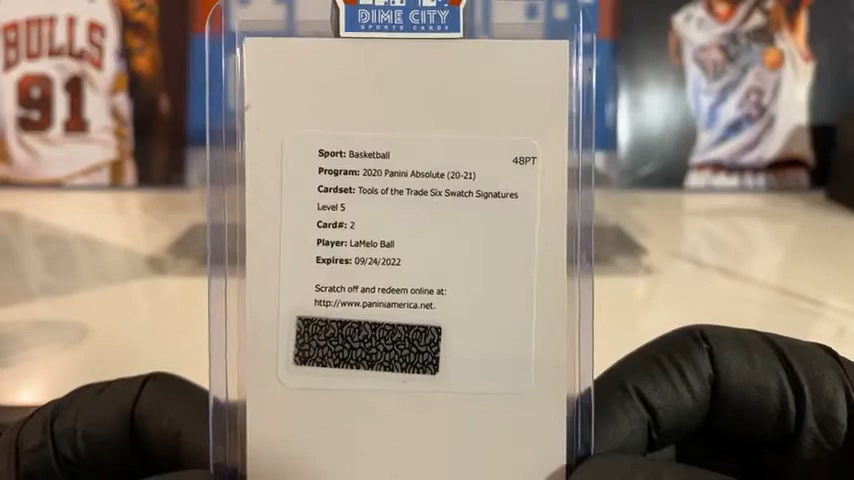 DIME CITY
SPORTS CARDS
BULLS
91
Sport: Basketball
48PT
Program: 2020 Panini Absolute (20-21)
Cardset: Tools of the Trade Six Swatch Signatures
Level 5
Card#: 2
Player: LaMelo Ball
Expires: 09/24/2022
Scratch off and redeem online at:
http://www.paniniamerica.net.